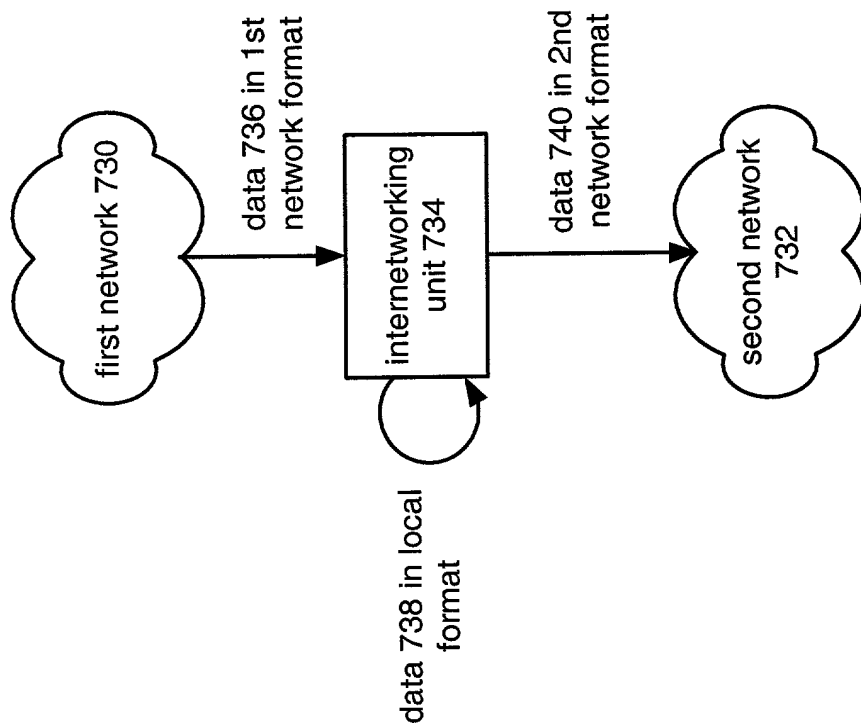 first network 730
data 736 in 1st
network format
internetworking
unit 734
data 738 in local
format
data 740 in 2nd
network format
second network
732